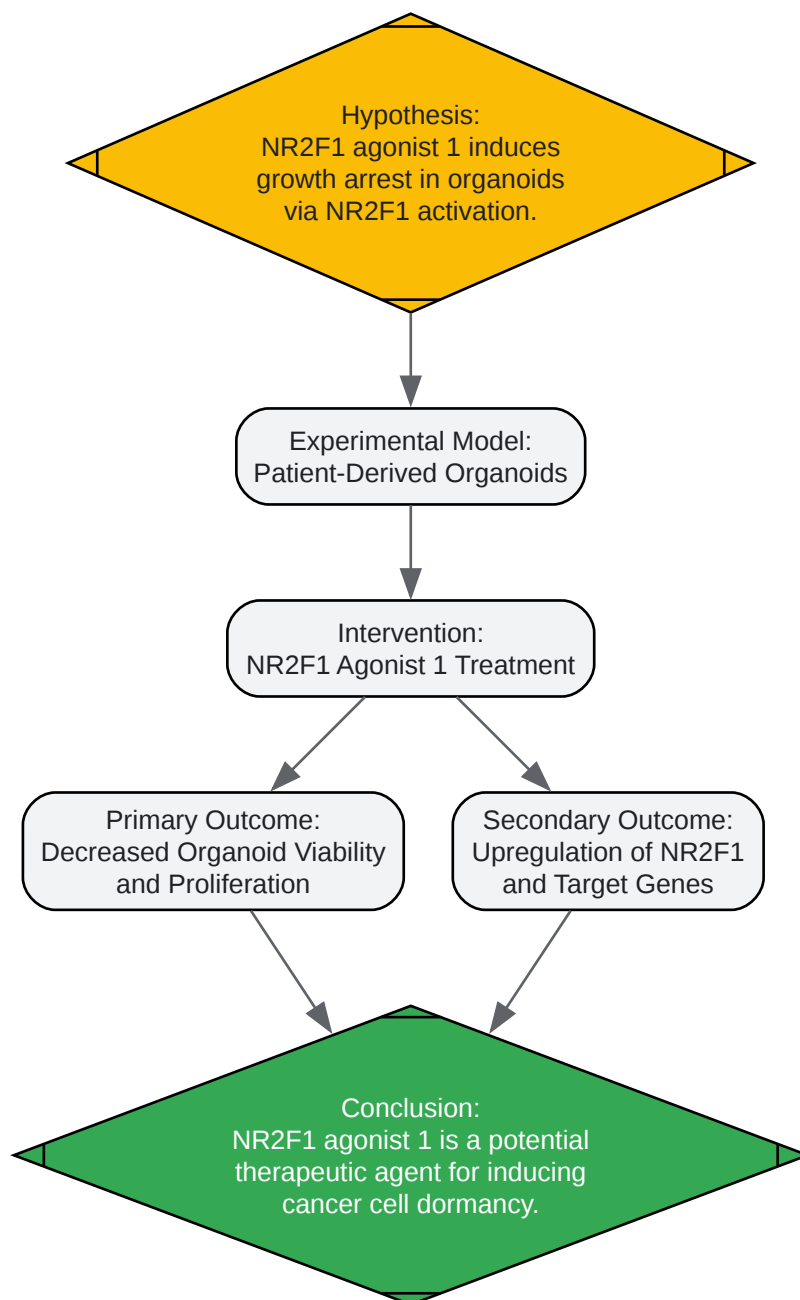 Hypothesis:
NR2F1 agonist 1 induces
growth arrest in organoids
via NR2F1 activation.
Experimental Model:
Patient-Derived Organoids
Intervention:
NR2F1 Agonist 1 Treatment
Primary Outcome:
Decreased Organoid Viability
and Proliferation
Secondary Outcome:
Upregulation of NR2F1
and Target Genes
Conclusion:
NR2F1 agonist 1 is a potential
therapeutic agent for inducing
cancer cell dormancy.